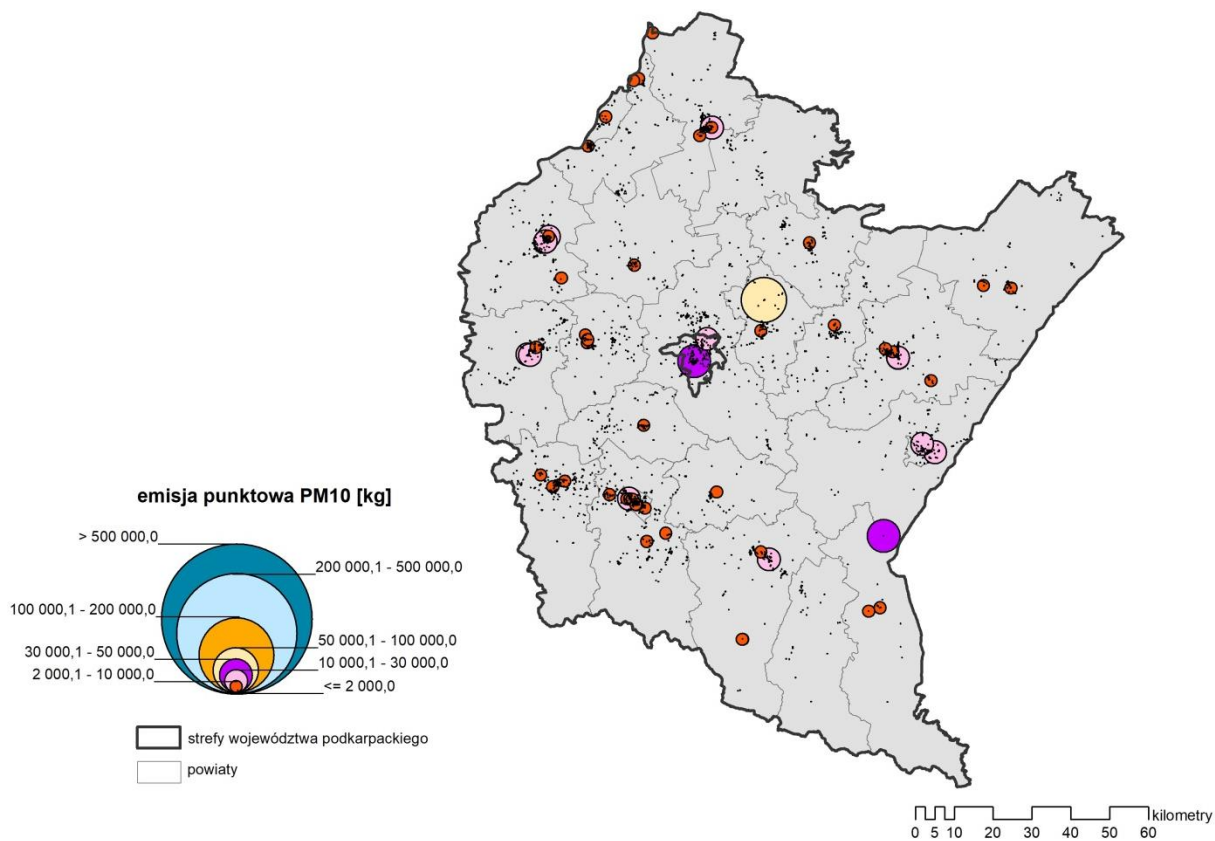 emisja punktowa PM10 [kg]
> 500 000,0
200 000,1 - 500 000,0
100 000,1 - 200 000,0
50 000,1 - 100 000,0
30 000,1 - 50 000,0
10 000,1 - 30 000,0
2 000,1 - 10 000,0
<= 2 000,0
strefy województwa podkarpackiego
powiaty
kilometry
0 5 10 20 30 40 50 60